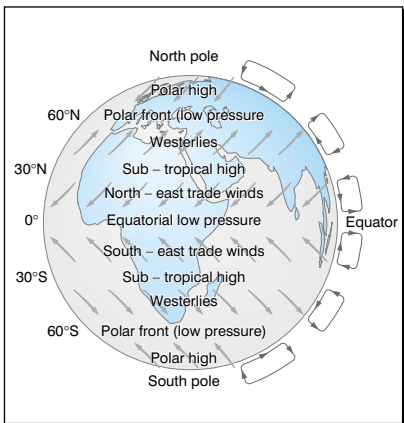 North pole
Polar high
60°N
Polar front (low pressure
Westerlies
30°N
Sub – tropical high
North – east trade winds
0°
Equatorial low pressure
Equator
South – east trade winds
30°S
Sub – tropical high
Westerlies
60°S
Polar front (low pressure)
Polar high
South pole